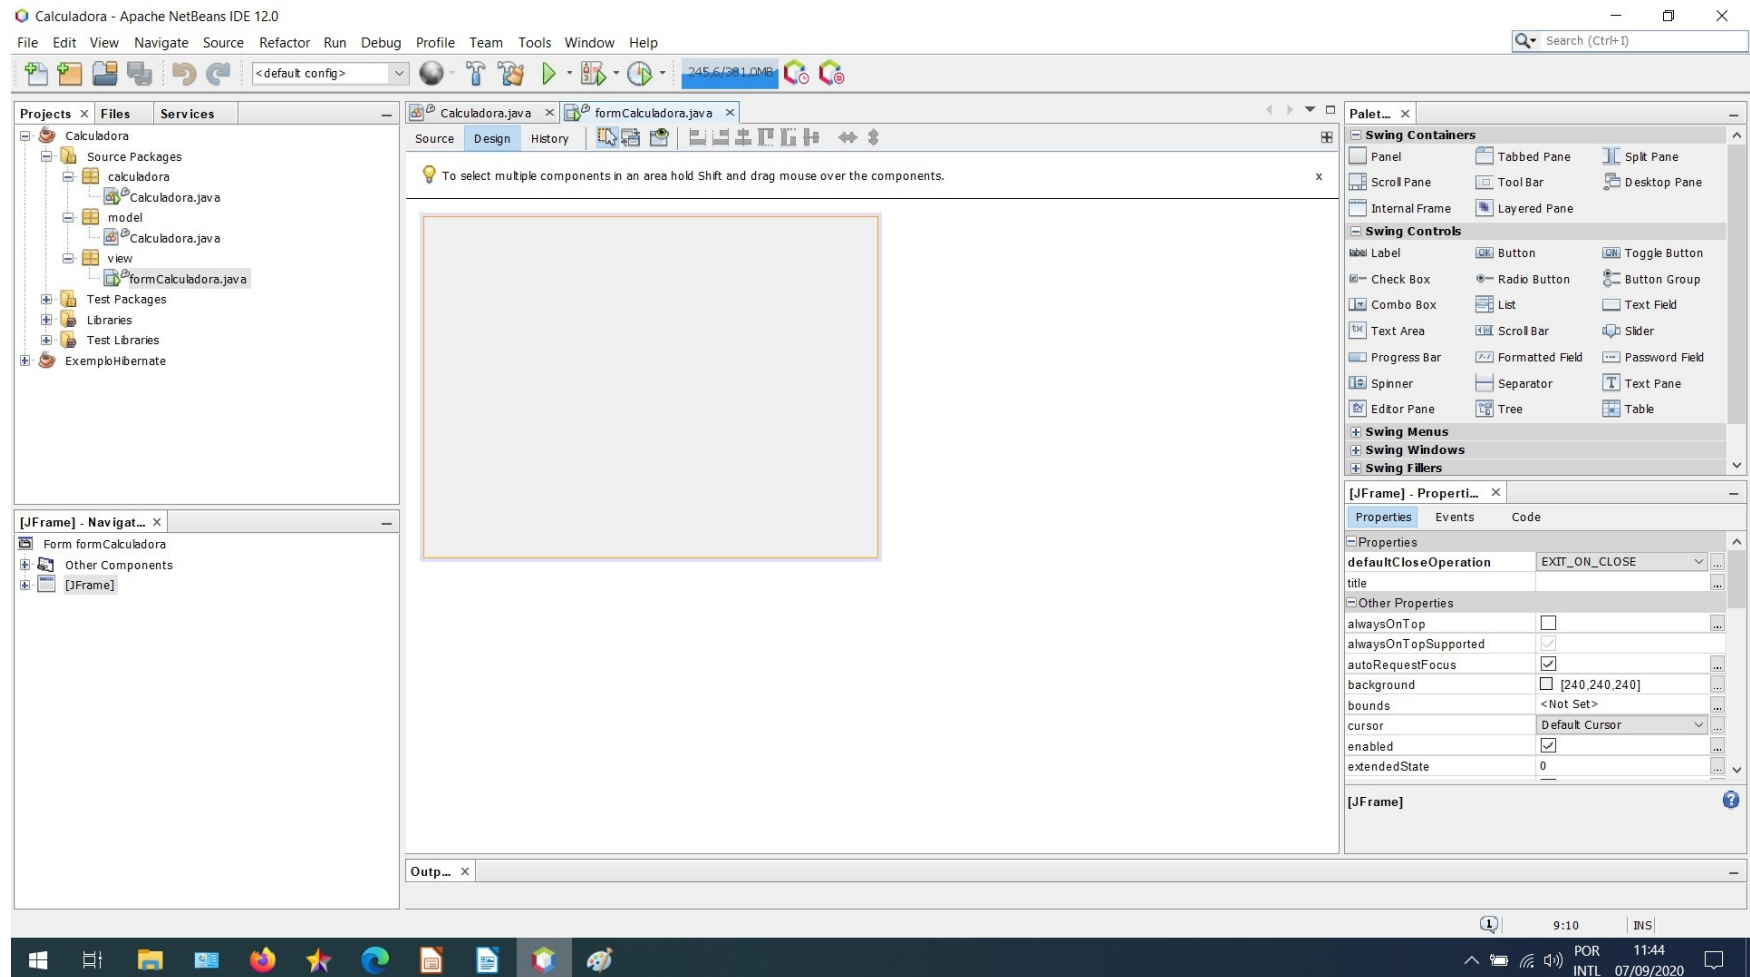 Calculadora - Apache NetBeans IDE 12.0
File Edit View Navigate Source Refactor Run Debug Profile Team Tools Window Help
Search (Ctrl+I)
<default config>
245,6/381,0MB
Projects Files Services
Calculadora
Source Packages
calculadora
Calculadora.java
model
Calculadora.java
view
formCalculadora.java
Test Packages
Libraries
Test Libraries
ExemploHibernate
[JFrame] - Navigat...
Form formCalculadora
Other Components
[JFrame]
Calculadora.java formCalculadora.java
Source Design History
To select multiple components in an area hold Shift and drag mouse over the components.
x
Outp...
Palet...
Swing Containers
Panel Tabbed Pane Split Pane
Scroll Pane Tool Bar Desktop Pane
Internal Frame Layered Pane
Swing Controls
label Label OK Button ON Toggle Button
Check Box Radio Button Button Group
Combo Box List Text Field
Text Area Scroll Bar Slider
Progress Bar Formatted Field Password Field
Spinner Separator Text Pane
Editor Pane Tree Table
Swing Menus
Swing Windows
Swing Fillers
[JFrame] - Properti...
Properties Events Code
Properties
defaultCloseOperation EXIT_ON_CLOSE ...
title ...
Other Properties
alwaysOnTop ...
alwaysOnTopSupported
autoRequestFocus ...
background [240,240,240] ...
bounds <Not Set> ...
cursor Default Cursor ...
enabled ...
extendedState 0 ...
[JFrame]
1 9:10 INS
POR 11:44
INTL 07/09/2020